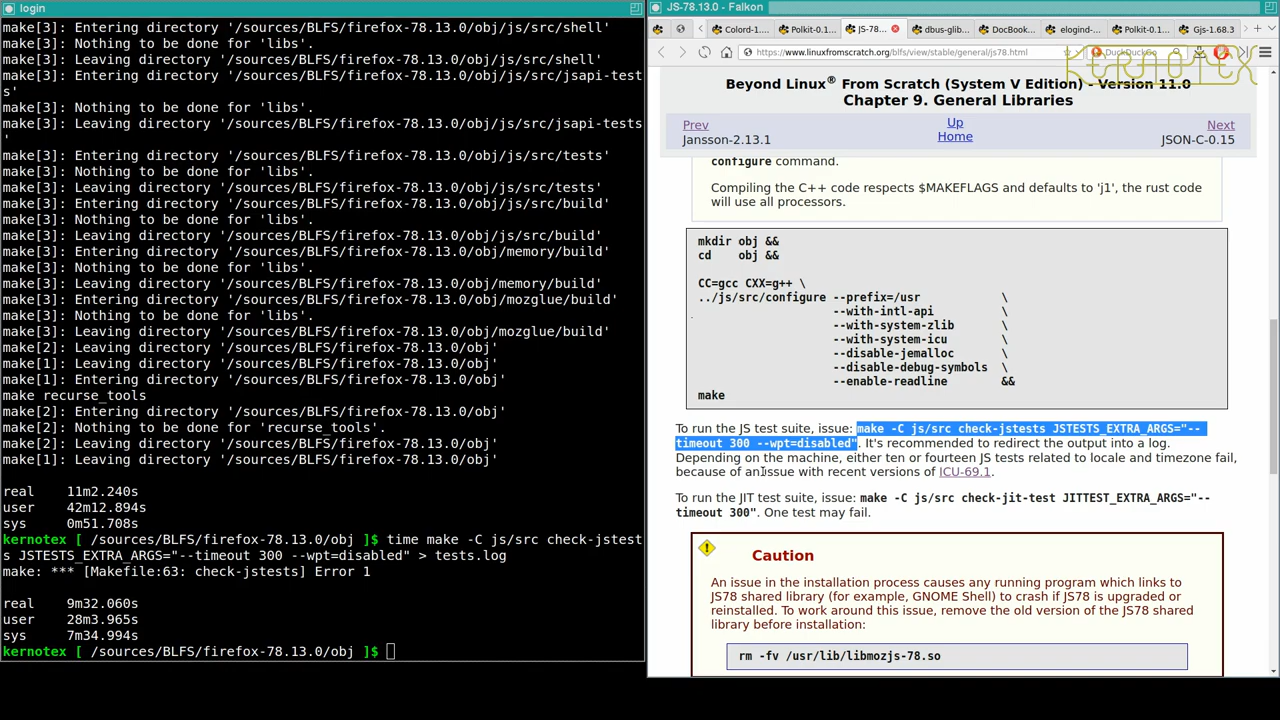 login
make[3]: Entering directory '/sources/BLFS/firefox-78.13.0/obj/js/src/shell'
make[3]: Nothing to be done for 'libs'.
make[3]: Leaving directory '/sources/BLFS/firefox-78.13.0/obj/js/src/shell'
make[3]: Entering directory '/sources/BLFS/firefox-78.13.0/obj/js/src/jsapi-test
s'
make[3]: Nothing to be done for 'libs'.
make[3]: Leaving directory '/sources/BLFS/firefox-78.13.0/obj/js/src/jsapi-tests
'
make[3]: Entering directory '/sources/BLFS/firefox-78.13.0/obj/js/src/tests'
make[3]: Nothing to be done for 'libs'.
make[3]: Leaving directory '/sources/BLFS/firefox-78.13.0/obj/js/src/tests'
make[3]: Entering directory '/sources/BLFS/firefox-78.13.0/obj/js/src/build'
make[3]: Nothing to be done for 'libs'.
make[3]: Leaving directory '/sources/BLFS/firefox-78.13.0/obj/js/src/build'
make[3]: Entering directory '/sources/BLFS/firefox-78.13.0/obj/memory/build'
make[3]: Nothing to be done for 'libs'.
make[3]: Leaving directory '/sources/BLFS/firefox-78.13.0/obj/memory/build'
make[3]: Entering directory '/sources/BLFS/firefox-78.13.0/obj/mozglue/build'
make[3]: Nothing to be done for 'libs'.
make[3]: Leaving directory '/sources/BLFS/firefox-78.13.0/obj/mozglue/build'
make[2]: Leaving directory '/sources/BLFS/firefox-78.13.0/obj'
make[1]: Leaving directory '/sources/BLFS/firefox-78.13.0/obj'
make[1]: Entering directory '/sources/BLFS/firefox-78.13.0/obj'
make recurse_tools
make[2]: Entering directory '/sources/BLFS/firefox-78.13.0/obj'
make[2]: Nothing to be done for 'recurse_tools'.
make[2]: Leaving directory '/sources/BLFS/firefox-78.13.0/obj'
make[1]: Leaving directory '/sources/BLFS/firefox-78.13.0/obj'
real 11m2.240s
user 42m12.894s
sys 0m51.708s
kernotex [ /sources/BLFS/firefox-78.13.0/obj ]$ time make -C js/src check-jstest
s JSTESTS_EXTRA_ARGS="--timeout 300 --wpt=disabled" > tests.log
make: *** [Makefile:63: check-jstests] Error 1
real 9m32.060s
user 28m3.965s
sys 7m34.994s
kernotex [ /sources/BLFS/firefox-78.13.0/obj ]$
JS-78.13.0 - Falkon
Colord-1.... Polkit-0.1... JS-78... dbus-glib... DocBook... elogind-... Polkit-0.1... Gjs-1.68.3
https://www.linuxfromscratch.org/blfs/view/stable/general/js78.html DuckDuckGo
KERNOTEX
Beyond Linux® From Scratch (System V Edition) - Version 11.0
Chapter 9. General Libraries
Prev Up Next
Jansson-2.13.1 Home JSON-C-0.15
configure command.
Compiling the C++ code respects $MAKEFLAGS and defaults to 'j1', the rust code
will use all processors.
mkdir obj &&
cd obj &&
CC=gcc CXX=g++ \
../js/src/configure --prefix=/usr \
--with-intl-api \
--with-system-zlib \
--with-system-icu \
--disable-jemalloc \
--disable-debug-symbols \
--enable-readline &&
make
To run the JS test suite, issue: make -C js/src check-jstests JSTESTS_EXTRA_ARGS="--
timeout 300 --wpt=disabled". It's recommended to redirect the output into a log.
Depending on the machine, either ten or fourteen JS tests related to locale and timezone fail,
because of an issue with recent versions of ICU-69.1.
To run the JIT test suite, issue: make -C js/src check-jit-test JITTEST_EXTRA_ARGS="--
timeout 300". One test may fail.
Caution
An issue in the installation process causes any running program which links to
JS78 shared library (for example, GNOME Shell) to crash if JS78 is upgraded or
reinstalled. To work around this issue, remove the old version of the JS78 shared
library before installation:
rm -fv /usr/lib/libmozjs-78.so